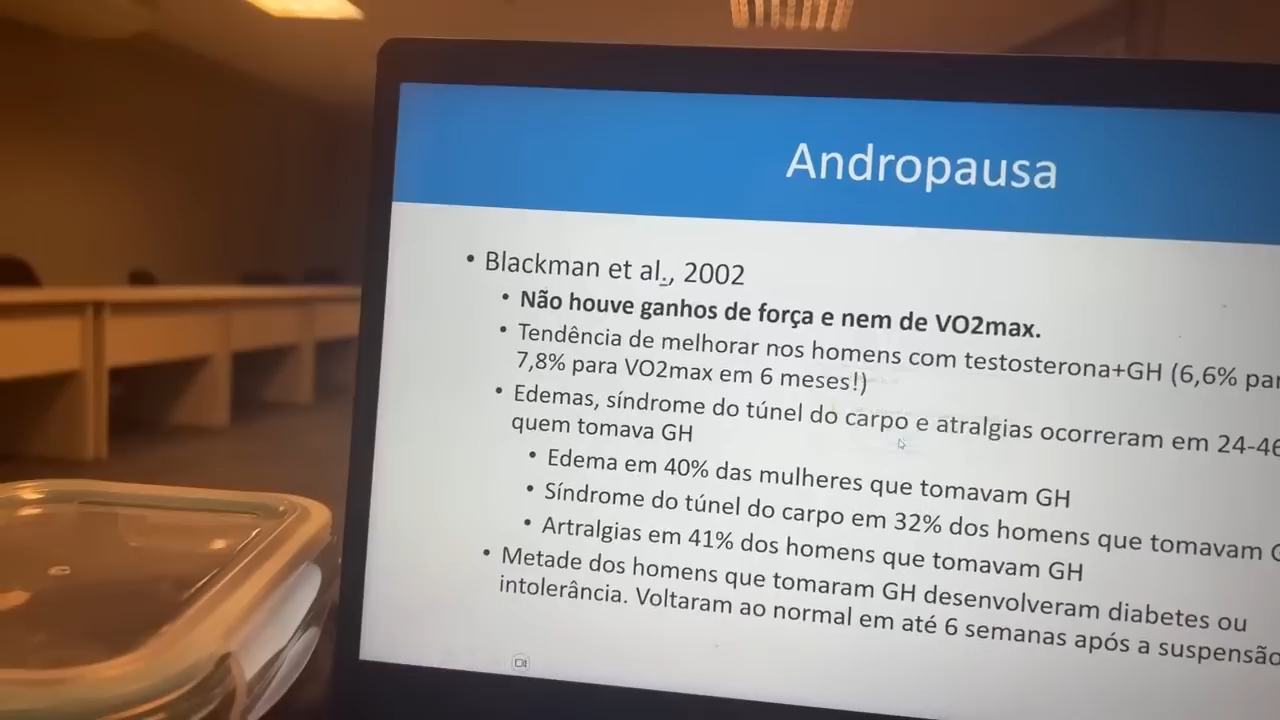 Andropausa
• Blackman et al., 2002
• Não houve ganhos de força e nem de VO2max.
• Tendência de melhorar nos homens com testosterona+GH (6,6% par
7,8% para VO2max em 6 meses!)
• Edemas, síndrome do túnel do carpo e atralgias ocorreram em 24-46
quem tomava GH
• Edema em 40% das mulheres que tomavam GH
• Síndrome do túnel do carpo em 32% dos homens que tomavam G
• Artralgias em 41% dos homens que tomavam GH
• Metade dos homens que tomaram GH desenvolveram diabetes ou
intolerância. Voltaram ao normal em até 6 semanas após a suspensão